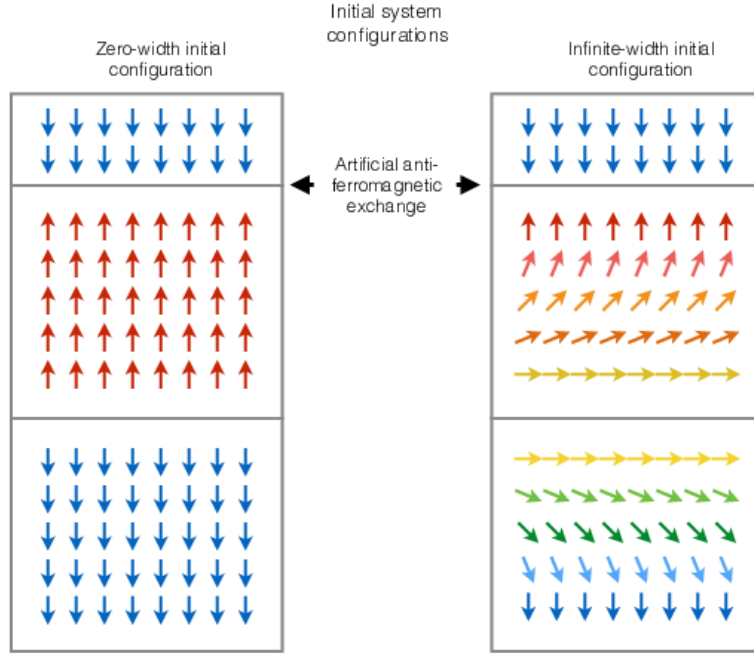 Initial system
configurations
Zero-width initial
configuration
Infinite-width initial
configuration
Artificial anti-
ferromagnetic
exchange